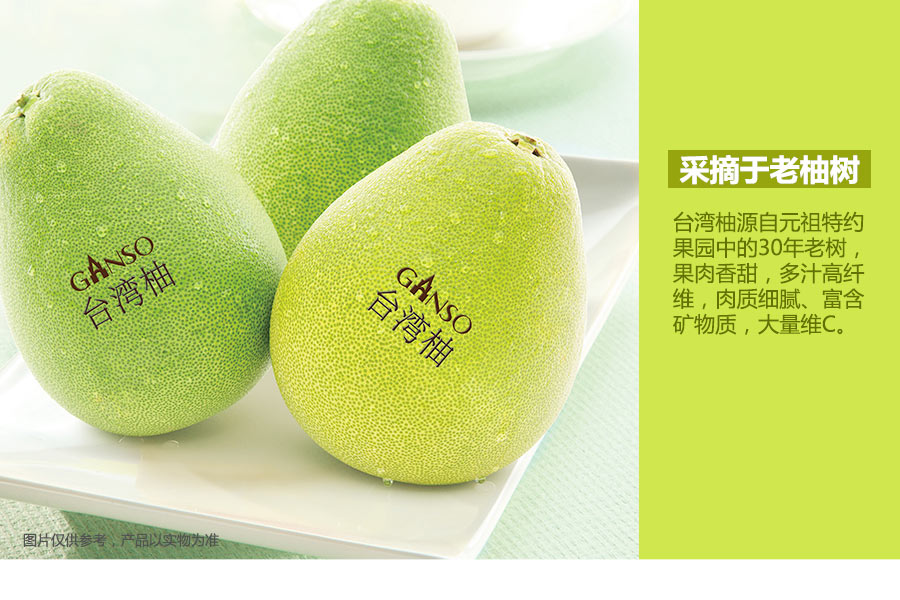 GANSO
台湾柚
GANSO
台湾柚
采摘于老柚树
台湾柚源自元祖特约
果园中的30年老树，
果肉香甜，多汁高纤
维，肉质细腻、富含
矿物质，大量维C。
图片仅供参考，产品以实物为准